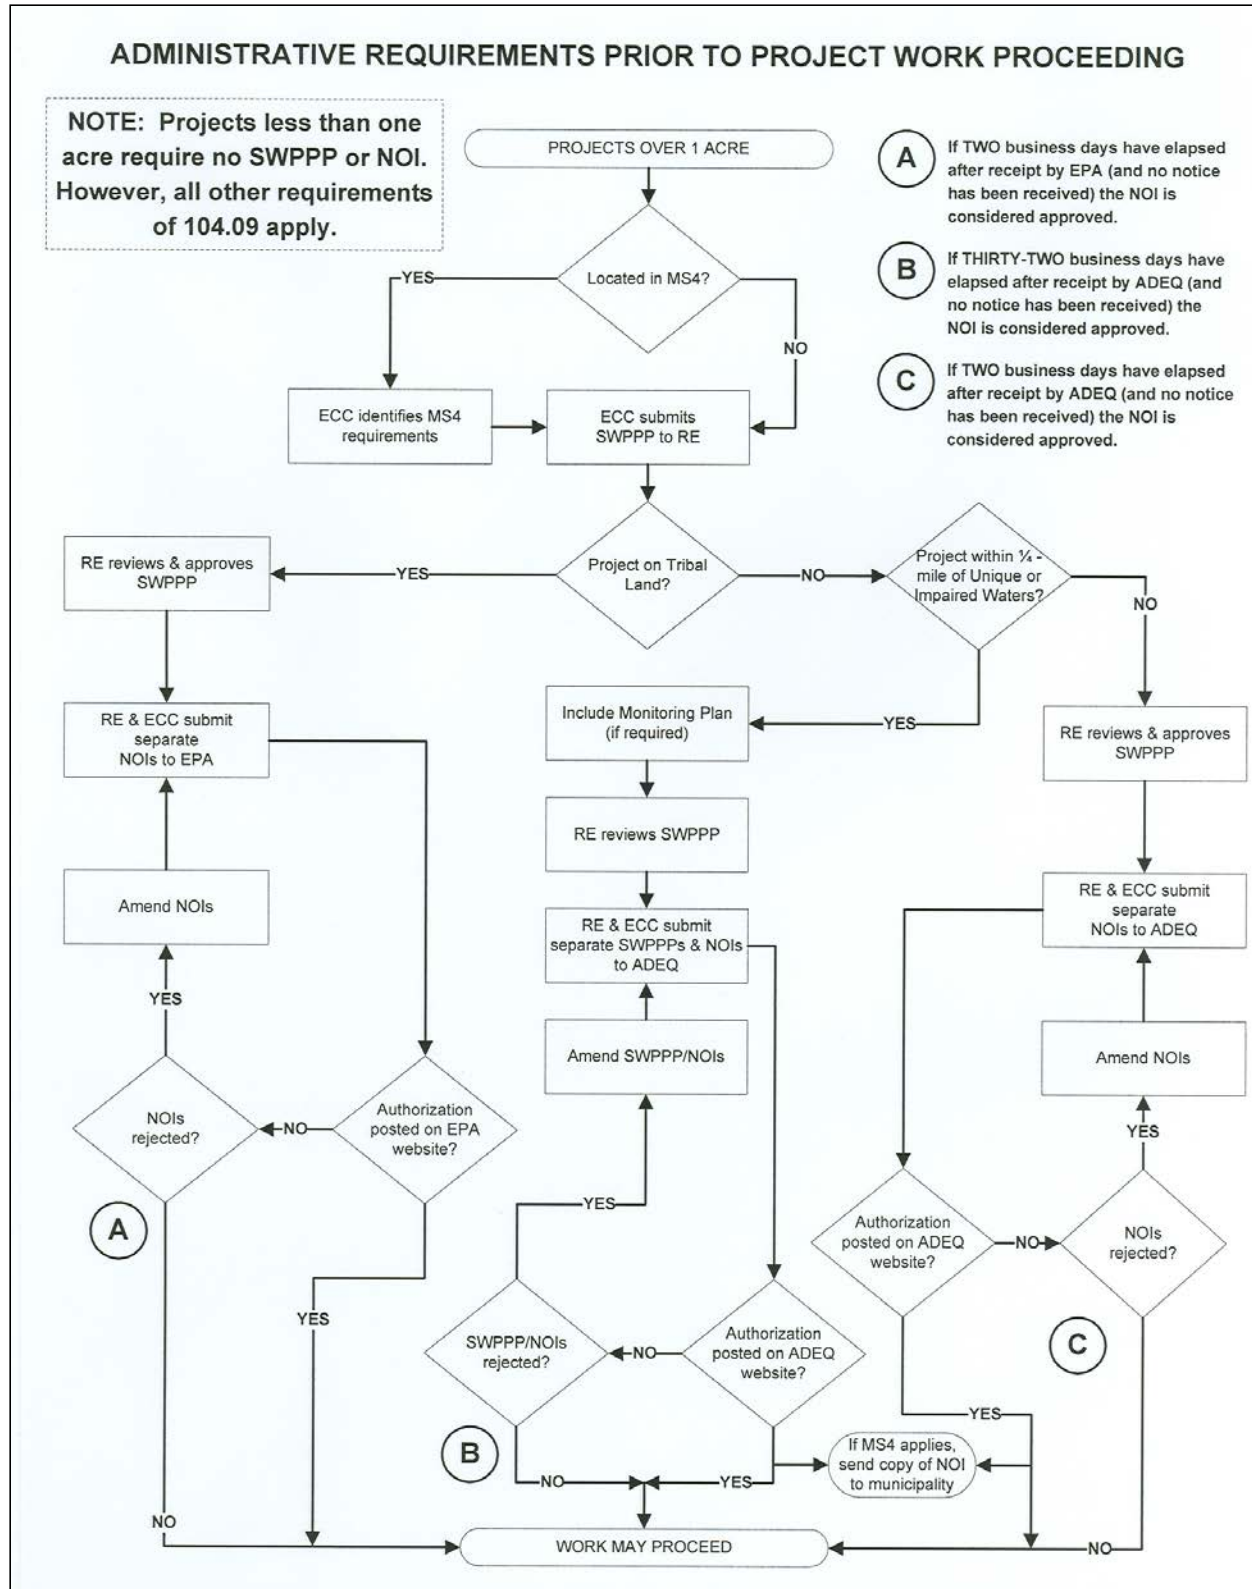 ADMINISTRATIVE REQUIREMENTS PRIOR TO PROJECT WORK PROCEEDING
NOTE: Projects less than one
acre require no SWPPP or NOI.
However, all other requirements
of 104.09 apply.
PROJECTS OVER 1 ACRE
A
If TWO business days have elapsed
after receipt by EPA (and no notice
has been received) the NOI is
considered approved.
B
If THIRTY-TWO business days have
elapsed after receipt by ADEQ (and
no notice has been received) the
NOI is considered approved.
C
If TWO business days have elapsed
after receipt by ADEQ (and no notice
has been received) the NOI is
considered approved.
YES
Located in MS4?
NO
ECC identifies MS4
requirements
ECC submits
SWPPP to RE
RE reviews & approves
SWPPP
YES
Project on Tribal
Land?
NO
Project within ¼ -
mile of Unique or
Impaired Waters?
NO
RE & ECC submit
separate
NOIs to EPA
Include Monitoring Plan
(if required)
YES
RE reviews & approves
SWPPP
RE reviews SWPPP
Amend NOIs
RE & ECC submit
separate SWPPPs & NOIs
to ADEQ
RE & ECC submit
separate
NOIs to ADEQ
YES
Amend SWPPP/NOIs
Amend NOIs
NOIs
rejected?
NO
Authorization
posted on EPA
website?
YES
YES
A
Authorization
posted on ADEQ
website?
NO
NOIs
rejected?
YES
SWPPP/NOIs
rejected?
NO
Authorization
posted on ADEQ
website?
C
YES
B
If MS4 applies,
send copy of NOI
to municipality
NO
YES
NO
WORK MAY PROCEED
NO